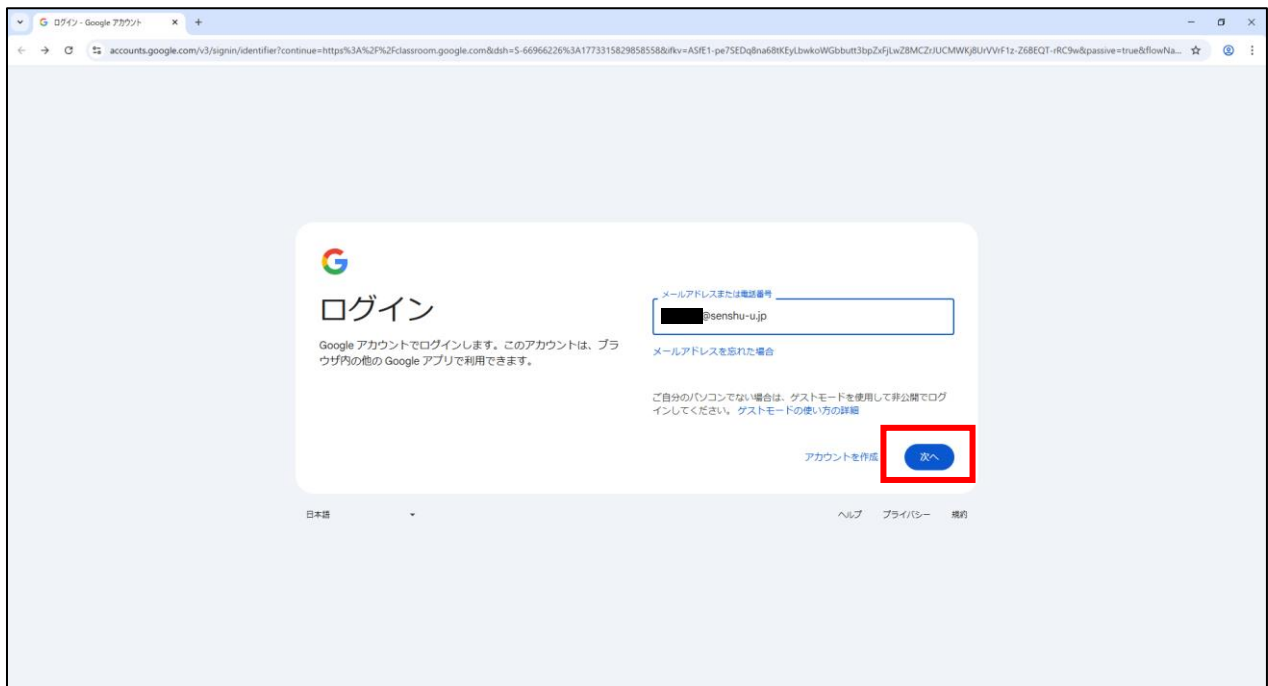 ログイン - Google アカウント
accounts.google.com/v3/signin/identifier?continue=https%3A%2F%2Fclassroom.google.com&dsh=S-66966226%3A1773315829858558&ifkv=ASfE1-pe7SEDq8na68tKEyLbwkoWGbbutt3bpZxFjLwZ8MCZrJUCMWKj8UrVVrF1z-Z68EQT-rRC9w&passive=true&flowNa...
G
ログイン
Google アカウントでログインします。このアカウントは、ブラ
ウザ内の他の Google アプリで利用できます。
メールアドレスまたは電話番号
@senshu-u.jp
メールアドレスを忘れた場合
ご自分のパソコンでない場合は、ゲストモードを使用して非公開でログ
インしてください。 ゲストモードの使い方の詳細
アカウントを作成
次へ
日本語
ヘルプ プライバシー 規約